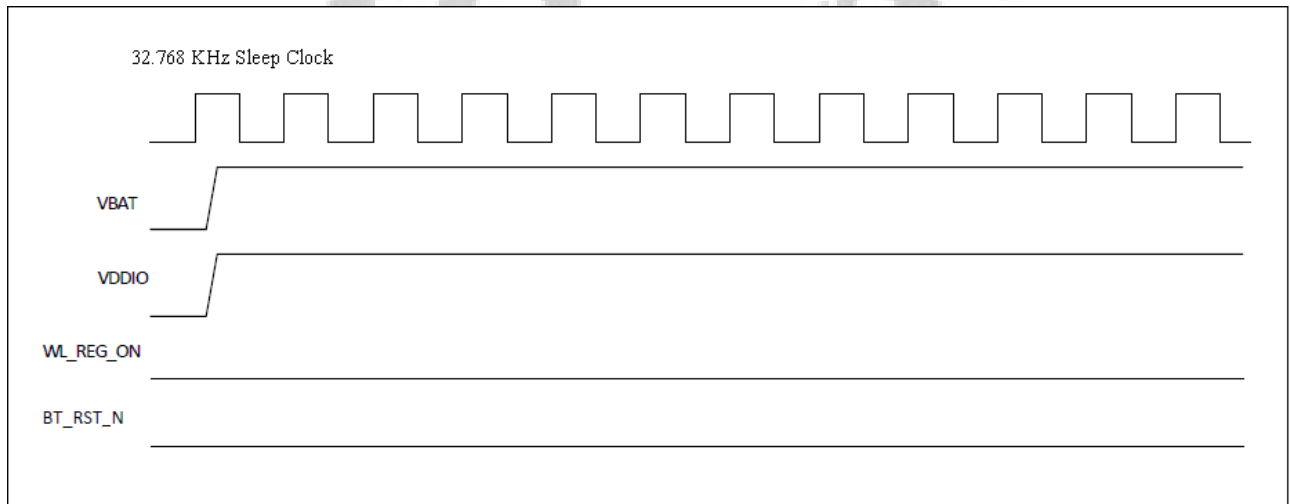 32.768 KHz Sleep Clock
VBAT
VDDIO
WL_REG_ON
BT_RST_N